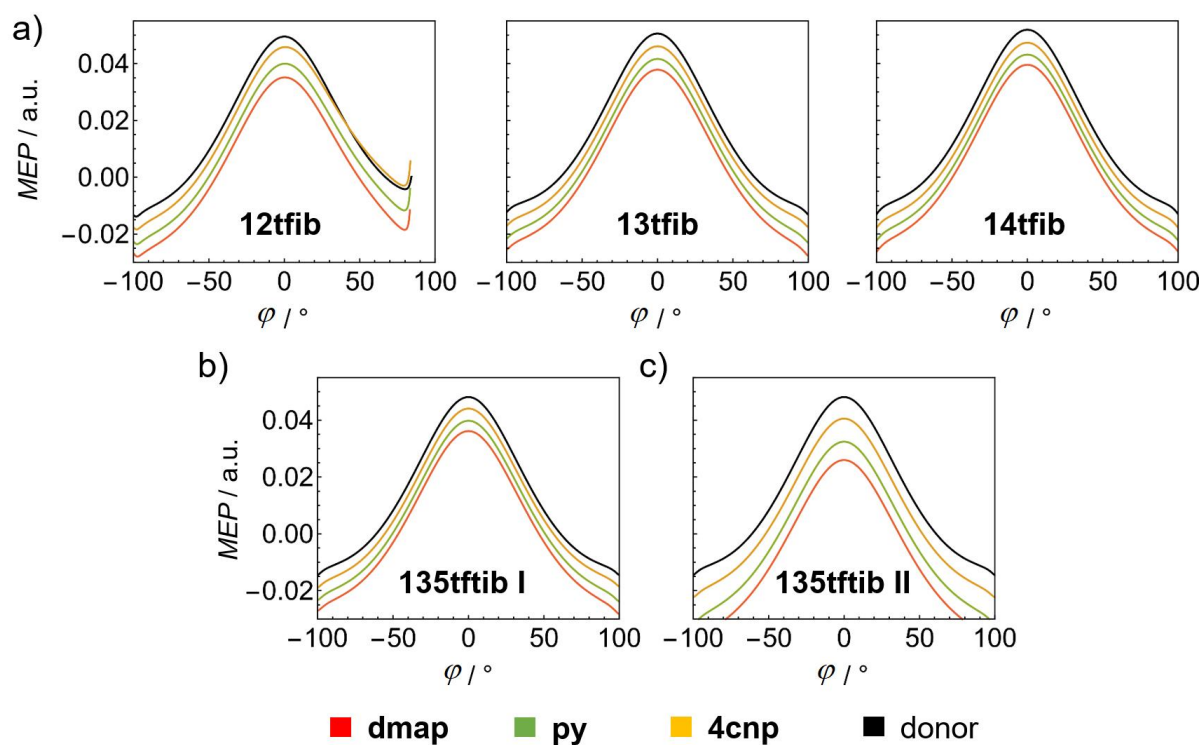 a)
MEP / a.u.
0.04
0.02
0.00
−0.02
12tfib
−100 −50 0 50 100
φ / °
13tfib
−100 −50 0 50 100
φ / °
14tfib
−100 −50 0 50 100
φ / °
b)
MEP / a.u.
0.04
0.02
0.00
−0.02
135tftib I
−100 −50 0 50 100
φ / °
c)
135tftib II
−100 −50 0 50 100
φ / °
dmap py 4cnp donor